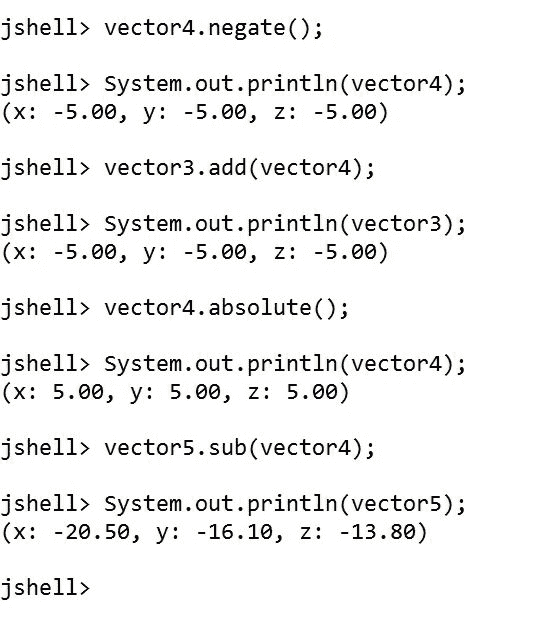 jshell> vector4.negate();
jshell> System.out.println(vector4);
(x: -5.00, y: -5.00, z: -5.00)
jshell> vector3.add(vector4);
jshell> System.out.println(vector3);
(x: -5.00, y: -5.00, z: -5.00)
jshell> vector4.absolute();
jshell> System.out.println(vector4);
(x: 5.00, y: 5.00, z: 5.00)
jshell> vector5.sub(vector4);
jshell> System.out.println(vector5);
(x: -20.50, y: -16.10, z: -13.80)
jshell>